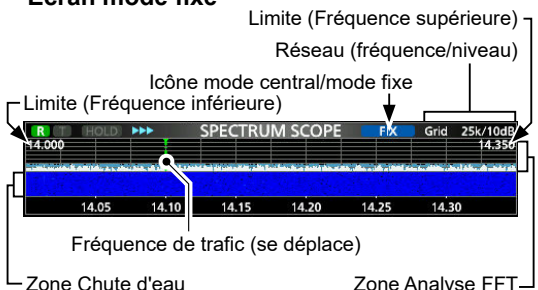 Écran mode fixe
Limite (Fréquence supérieure)
Réseau (fréquence/niveau)
Icône mode central/mode fixe
Limite (Fréquence inférieure)
R T HOLD SPECTRUM SCOPE FIX Grid 25k/10dB
14.000 14.350
14.05 14.10 14.15 14.20 14.25 14.30
Fréquence de trafic (se déplace)
Zone Chute d'eau Zone Analyse FFT